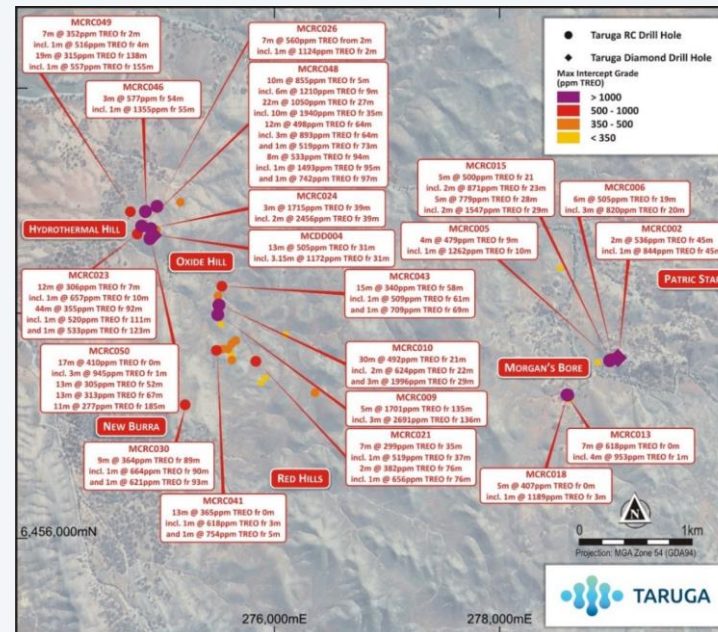 MCRC049
7m @ 352ppm TREO fr 2m
incl. 1m @ 516ppm TREO fr 4m
19m @ 315ppm TREO fr 138m
incl. 1m @ 557ppm TREO fr 155m
MCRC046
3m @ 577ppm fr 54m
incl. 1m @ 1355ppm fr 55m
MCRC026
7m @ 560ppm TREO from 2m
incl. 1m @ 1124ppm TREO fr 2m
MCRC048
10m @ 855ppm TREO fr 5m
incl. 6m @ 1210ppm TREO fr 9m
22m @ 1050ppm TREO fr 27m
incl. 10m @ 1940ppm TREO fr 35m
12m @ 498ppm TREO fr 64m
incl. 3m @ 893ppm TREO fr 64m
and 1m @ 519ppm TREO fr 73m
8m @ 533ppm TREO fr 94m
incl. 1m @ 1493ppm TREO fr 95m
and 1m @ 742ppm TREO fr 97m
MCRC024
3m @ 1715ppm TREO fr 39m
incl. 2m @ 2456ppm TREO fr 39m
MCDD004
13m @ 505ppm TREO fr 31m
incl. 3.15m @ 1172ppm TREO fr 31m
Taruga RC Drill Hole
Taruga Diamond Drill Hole
Max Intercept Grade
(ppm TREO)
> 1000
500 - 1000
350 - 500
< 350
MCRC015
5m @ 500ppm TREO fr 21
incl. 2m @ 871ppm TREO fr 23m
5m @ 779ppm TREO fr 28m
incl. 2m @ 1547ppm TREO fr 29m
MCRC006
6m @ 505ppm TREO fr 19m
incl. 3m @ 820ppm TREO fr 20m
MCRC005
4m @ 479ppm TREO fr 9m
incl. 1m @ 1262ppm TREO fr 10m
MCRC002
2m @ 536ppm TREO fr 45m
incl. 1m @ 844ppm TREO fr 45m
HYDROTHERMAL HILL
OXIDE HILL
PATRIC STAR
MCRC023
12m @ 306ppm TREO fr 7m
incl. 1m @ 657ppm TREO fr 10m
44m @ 355ppm TREO fr 92m
incl. 1m @ 520ppm TREO fr 111m
and 1m @ 533ppm TREO fr 123m
MCRC043
15m @ 340ppm TREO fr 58m
incl. 1m @ 509ppm TREO fr 61m
and 1m @ 709ppm TREO fr 69m
MCRC050
17m @ 410ppm TREO fr 0m
incl. 3m @ 945ppm TREO fr 1m
13m @ 305ppm TREO fr 52m
13m @ 313ppm TREO fr 67m
11m @ 277ppm TREO fr 185m
MCRC010
30m @ 492ppm TREO fr 21m
incl. 2m @ 624ppm TREO fr 22m
and 3m @ 1996ppm TREO fr 29m
MORGAN'S BORE
MCRC009
5m @ 1701ppm TREO fr 135m
incl. 3m @ 2691ppm TREO fr 136m
NEW BURRA
MCRC030
9m @ 364ppm TREO fr 89m
incl. 1m @ 664ppm TREO fr 90m
and 1m @ 621ppm TREO fr 93m
MCRC021
7m @ 299ppm TREO fr 35m
incl. 1m @ 519ppm TREO fr 37m
2m @ 382ppm TREO fr 76m
incl. 1m @ 656ppm TREO fr 76m
RED HILLS
MCRC013
7m @ 618ppm TREO fr 0m
incl. 4m @ 953ppm TREO fr 1m
MCRC018
5m @ 407ppm TREO fr 0m
incl. 1m @ 1189ppm TREO fr 3m
MCRC041
13m @ 365ppm TREO fr 0m
incl. 1m @ 618ppm TREO fr 3m
and 1m @ 754ppm TREO fr 5m
6,456,000mN
N
0 1km
Projection: MGA Zone 54 (GDA94)
TARUGA
276,000mE
278,000mE